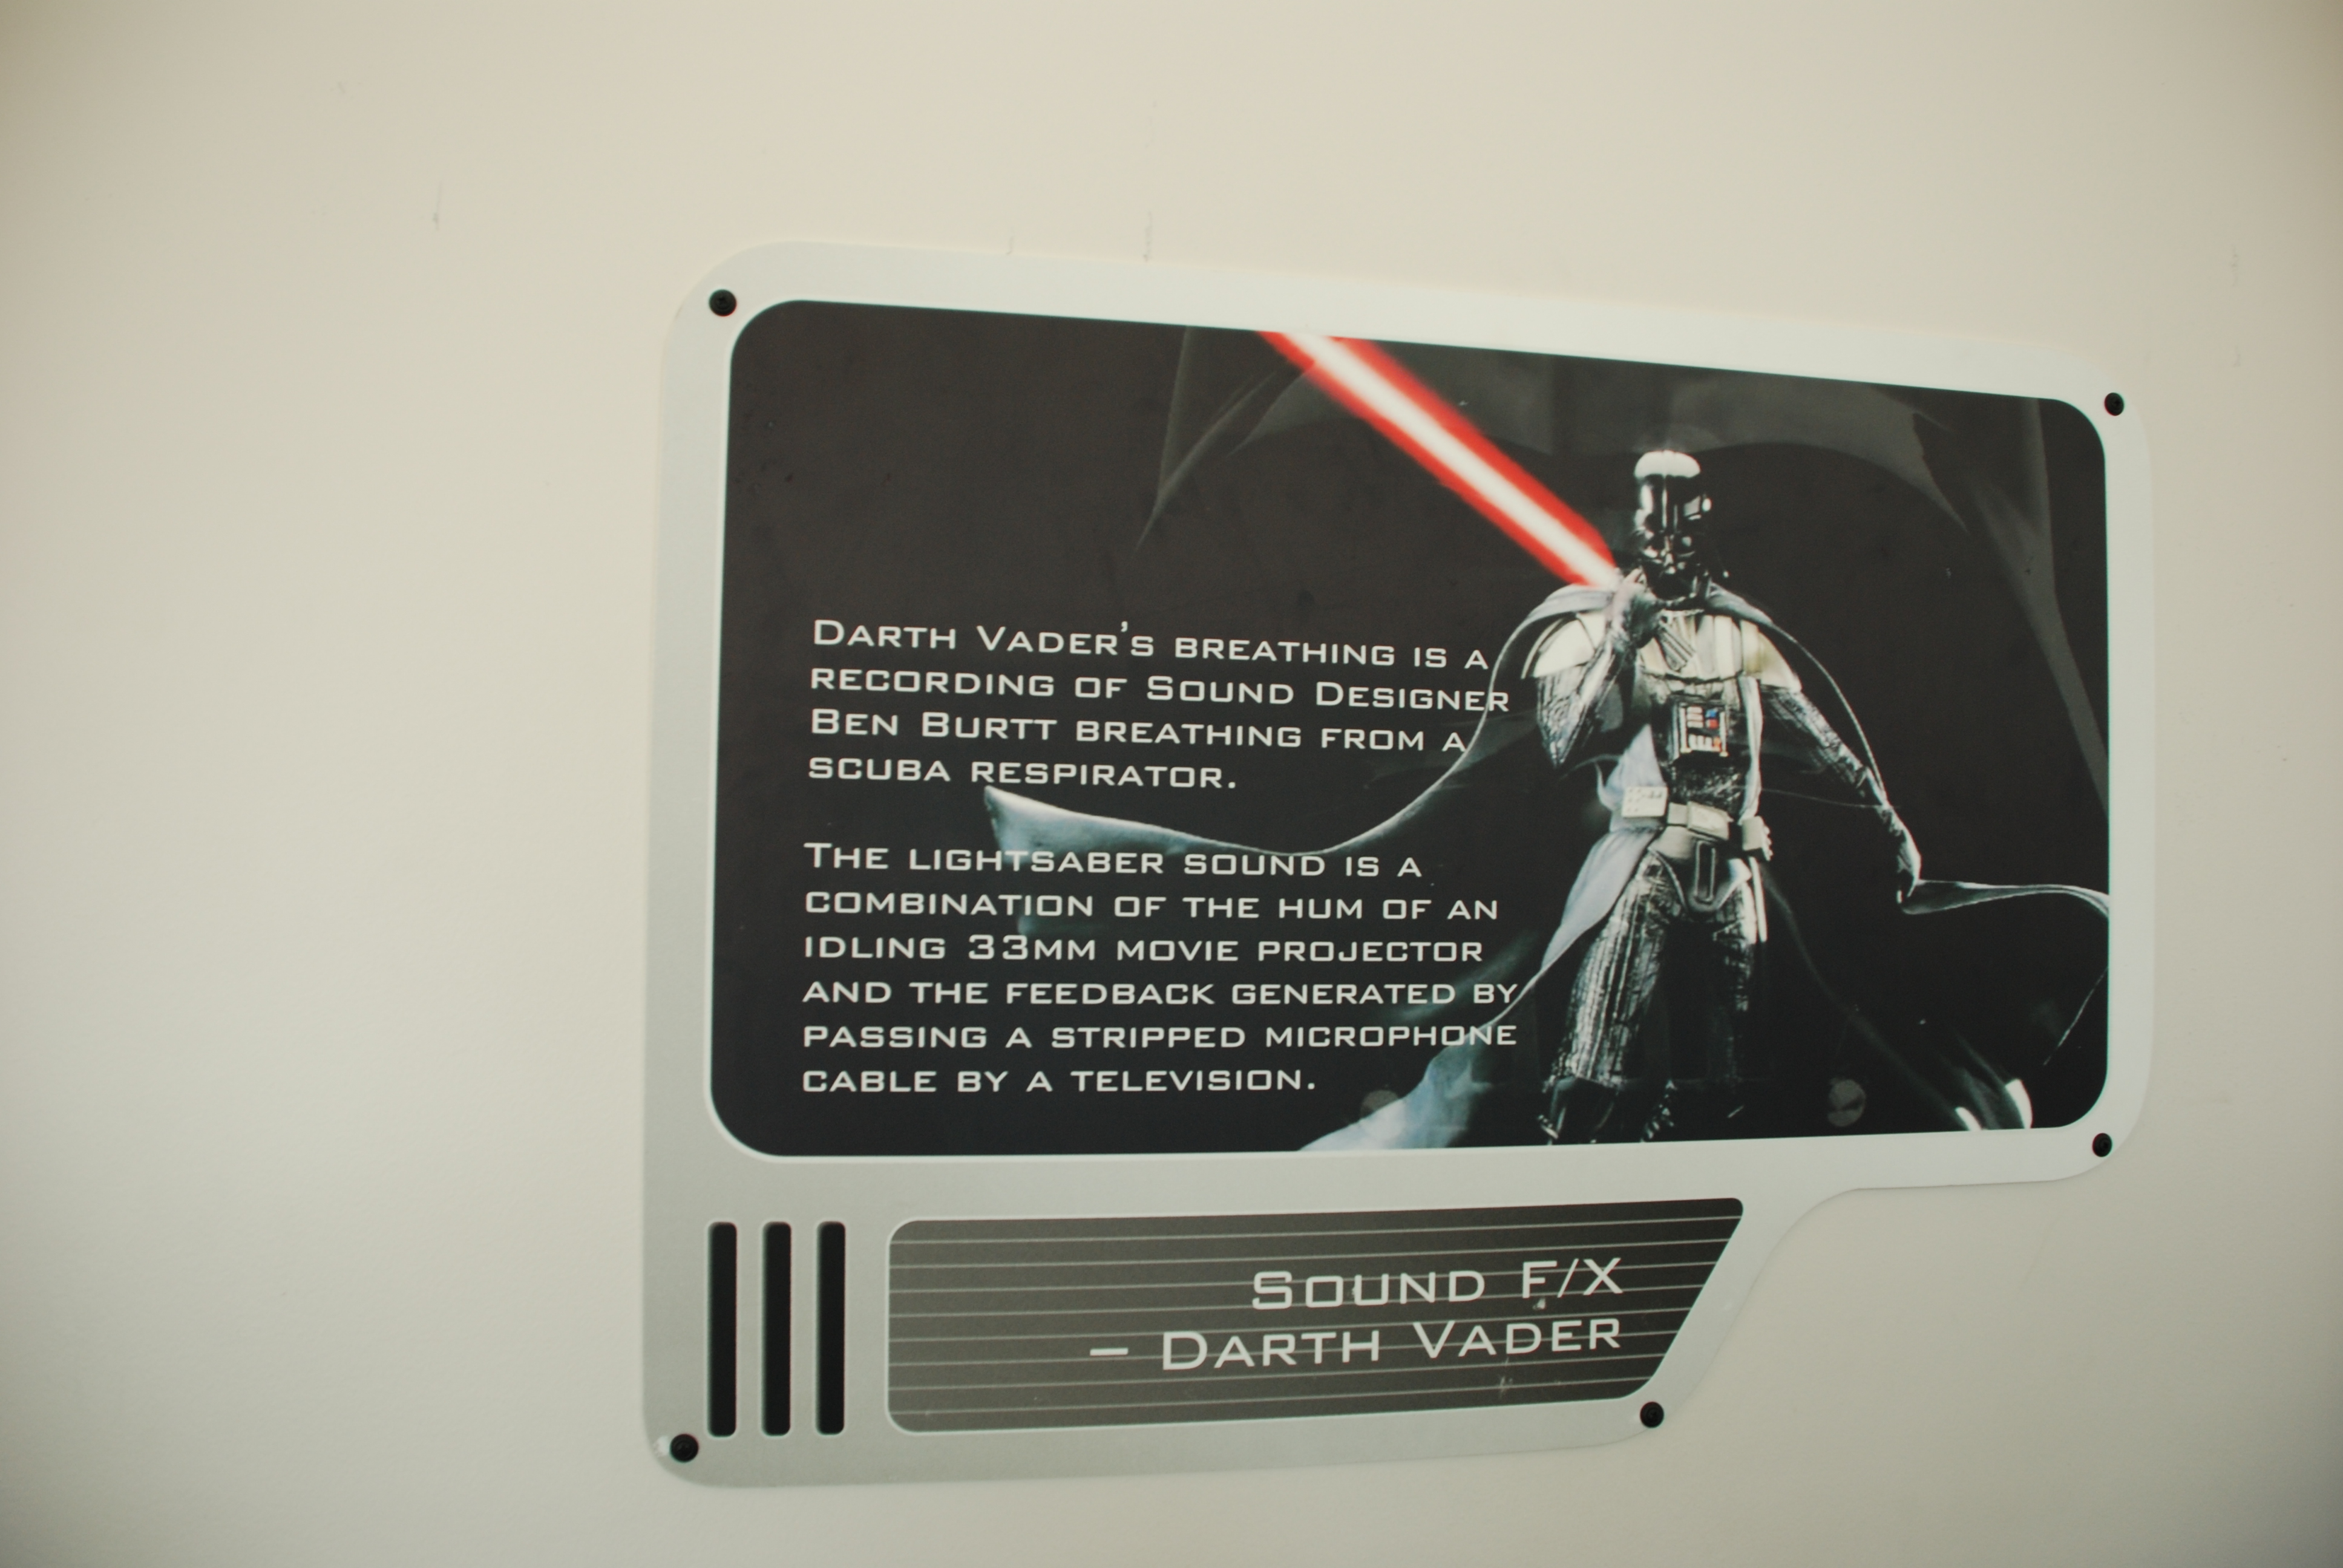 Darth Vader's breathing is a
recording of Sound Designer
Ben Burtt breathing from a
scuba respirator.
The lightsaber sound is a
combination of the hum of an
idling 33mm movie projector
and the feedback generated by
passing a stripped microphone
cable by a television.
Sound F/X
– Darth Vader